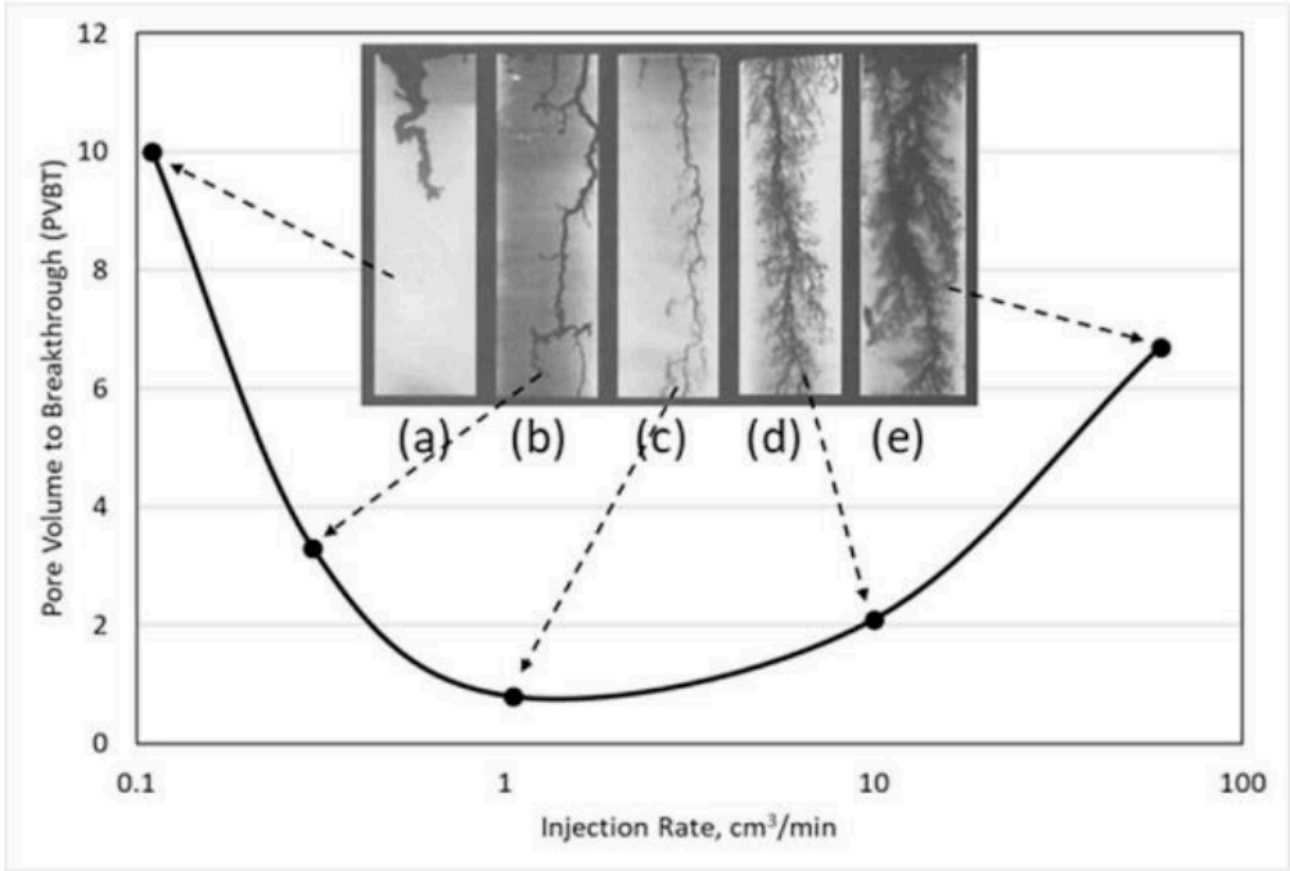 12
10
8
6
4
2
0
Pore Volume to Breakthrough (PVBT)
(a) (b) (c) (d) (e)
0.1 1 10 100
Injection Rate, cm³/min